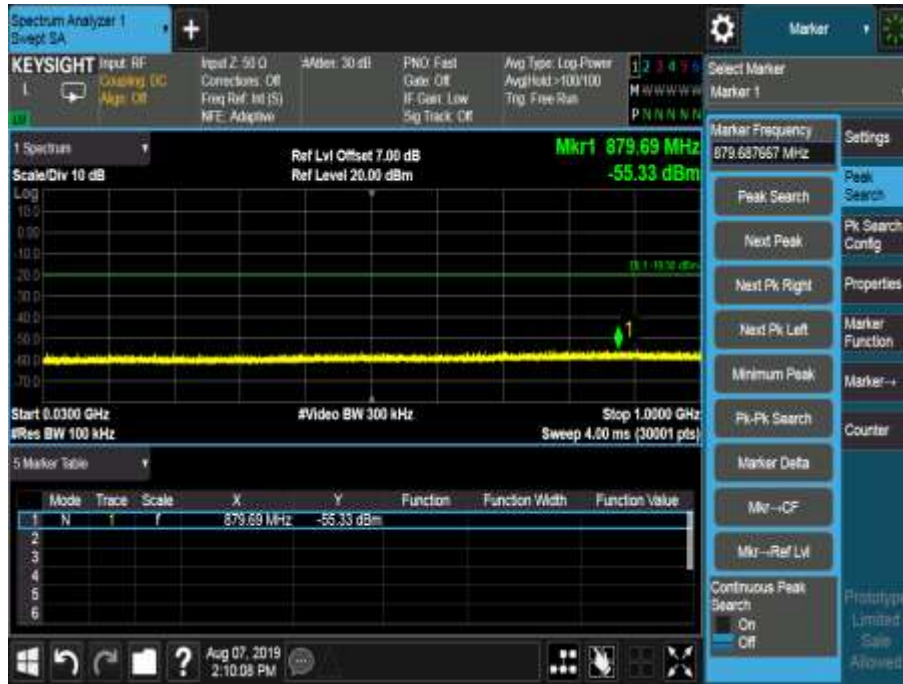 Spectrum Analyzer 1
Swept SA
+
Marker
KEYSIGHT
L
Input: RF
Coupling: DC
Align: Off
Input Z: 50 Ω
Corrections: Off
Freq Ref: Int (S)
NFE: Adaptive
#Atten: 30 dB
PNO: Fast
Gate: Off
IF Gain: Low
Sig Track: Off
Avg Type: Log-Power
Avg|Hold:>100/100
Trig: Free Run
1 2 3 4 5 6
M W W W W W
P N N N N N
Select Marker
Marker 1
1 Spectrum
Scale/Div 10 dB
Log
Ref Lvl Offset 7.00 dB
Ref Level 20.00 dBm
Mkr1 879.69 MHz
-55.33 dBm
10.0
0.00
-10.0
-20.0
-30.0
-40.0
-50.0
-60.0
-70.0
1
Start 0.0300 GHz
#Res BW 100 kHz
#Video BW 300 kHz
Stop 1.0000 GHz
Sweep 4.00 ms (30001 pts)
5 Marker Table
Mode Trace Scale X Y Function Function Width Function Value
1 N 1 f 879.69 MHz -55.33 dBm
2
3
4
5
6
Marker Frequency
879.687667 MHz
Peak Search
Next Peak
Next Pk Right
Next Pk Left
Minimum Peak
Pk-Pk Search
Marker Delta
Mkr→CF
Mkr→Ref Lvl
Continuous Peak
Search
On
Off
Settings
Peak
Search
Pk Search
Config
Properties
Marker
Function
Marker→
Counter
Prototype
Limited
Sale
Allowed
?
Aug 07, 2019
2:10:08 PM